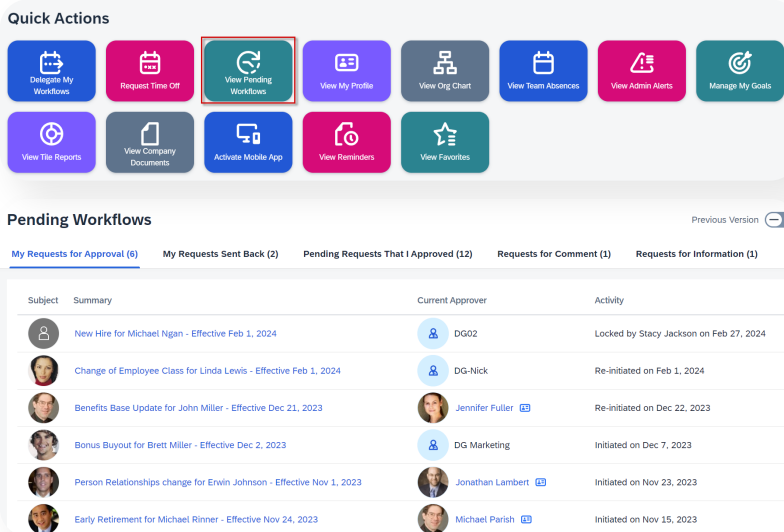 Quick Actions
Delegate My
Workflows
Request Time Off
View Pending
Workflows
View My Profile
View Org Chart
View Team Absences
View Admin Alerts
Manage My Goals
View Tile Reports
View Company
Documents
Activate Mobile App
View Reminders
View Favorites
Pending Workflows
Previous Version
My Requests for Approval (6) My Requests Sent Back (2) Pending Requests That I Approved (12) Requests for Comment (1) Requests for Information (1)
Subject Summary Current Approver Activity
New Hire for Michael Ngan - Effective Feb 1, 2024 DG02 Locked by Stacy Jackson on Feb 27, 2024
Change of Employee Class for Linda Lewis - Effective Feb 1, 2024 DG-Nick Re-initiated on Feb 1, 2024
Benefits Base Update for John Miller - Effective Dec 21, 2023 Jennifer Fuller Re-initiated on Dec 22, 2023
Bonus Buyout for Brett Miller - Effective Dec 2, 2023 DG Marketing Initiated on Dec 7, 2023
Person Relationships change for Erwin Johnson - Effective Nov 1, 2023 Jonathan Lambert Initiated on Nov 23, 2023
Early Retirement for Michael Rinner - Effective Nov 24, 2023 Michael Parish Initiated on Nov 15, 2023